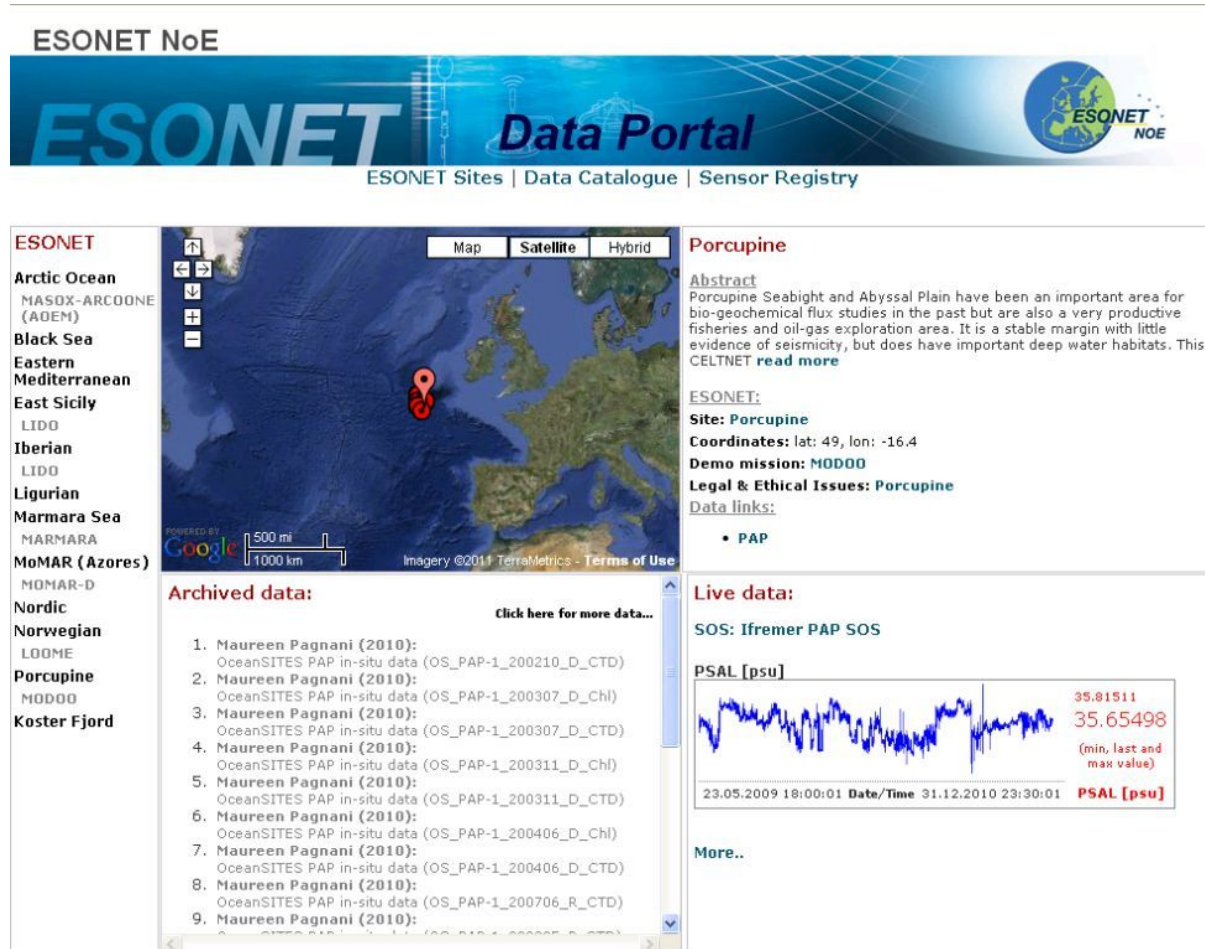 ESONET NoE
ESONET
Data Portal
ESONET
NOE
ESONET Sites | Data Catalogue | Sensor Registry
ESONET
Arctic Ocean
MASOX-ARCOONE
(AOEM)
Black Sea
Eastern
Mediterranean
East Sicily
LIDO
Iberian
LIDO
Ligurian
Marmara Sea
MARMARA
MoMAR (Azores)
MOMAR-D
Nordic
Norwegian
LOOME
Porcupine
MODOO
Koster Fjord
Map
Satellite
Hybrid
POWERED BY
Google
500 mi
1000 km
Imagery ©2011 TerraMetrics - Terms of Use
Porcupine
Abstract
Porcupine Seabight and Abyssal Plain have been an important area for
bio-geochemical flux studies in the past but are also a very productive
fisheries and oil-gas exploration area. It is a stable margin with little
evidence of seismicity, but does have important deep water habitats. This
CELTNET read more
ESONET:
Site: Porcupine
Coordinates: lat: 49, lon: -16.4
Demo mission: MODOO
Legal & Ethical Issues: Porcupine
Data links:
• PAP
Archived data:
Click here for more data...
1. Maureen Pagnani (2010):
OceanSITES PAP in-situ data (OS_PAP-1_200210_D_CTD)
2. Maureen Pagnani (2010):
OceanSITES PAP in-situ data (OS_PAP-1_200307_D_Chl)
3. Maureen Pagnani (2010):
OceanSITES PAP in-situ data (OS_PAP-1_200307_D_CTD)
4. Maureen Pagnani (2010):
OceanSITES PAP in-situ data (OS_PAP-1_200311_D_Chl)
5. Maureen Pagnani (2010):
OceanSITES PAP in-situ data (OS_PAP-1_200311_D_CTD)
6. Maureen Pagnani (2010):
OceanSITES PAP in-situ data (OS_PAP-1_200406_D_Chl)
7. Maureen Pagnani (2010):
OceanSITES PAP in-situ data (OS_PAP-1_200406_D_CTD)
8. Maureen Pagnani (2010):
OceanSITES PAP in-situ data (OS_PAP-1_200706_R_CTD)
9. Maureen Pagnani (2010):
Live data:
SOS: Ifremer PAP SOS
PSAL [psu]
35.81511
35.65498
(min, last and
max value)
23.05.2009 18:00:01 Date/Time 31.12.2010 23:30:01 PSAL [psu]
More..